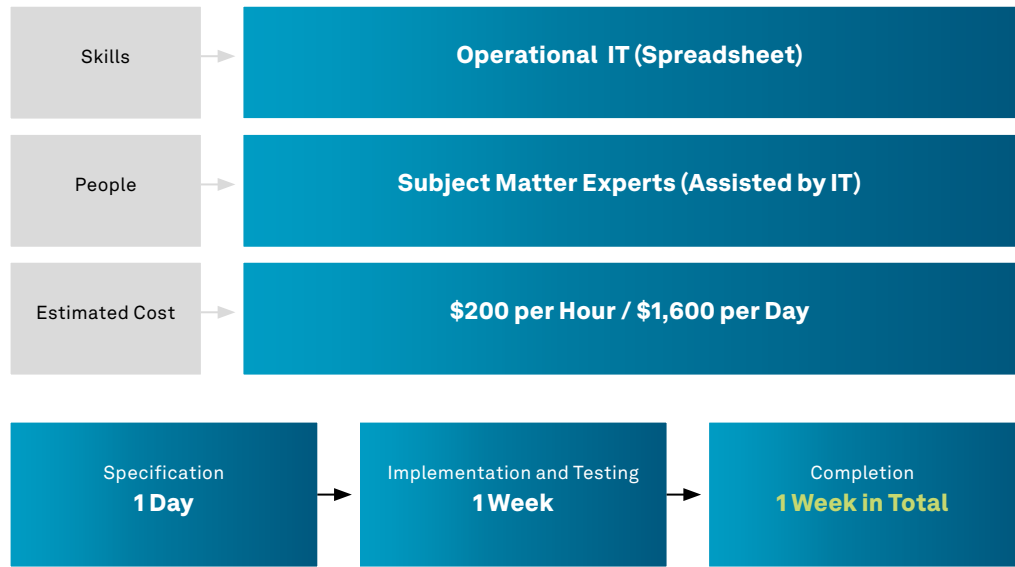 Skills
Operational IT (Spreadsheet)
People
Subject Matter Experts (Assisted by IT)
Estimated Cost
$200 per Hour / $1,600 per Day
Specification
1 Day
Implementation and Testing
1 Week
Completion
1 Week in Total